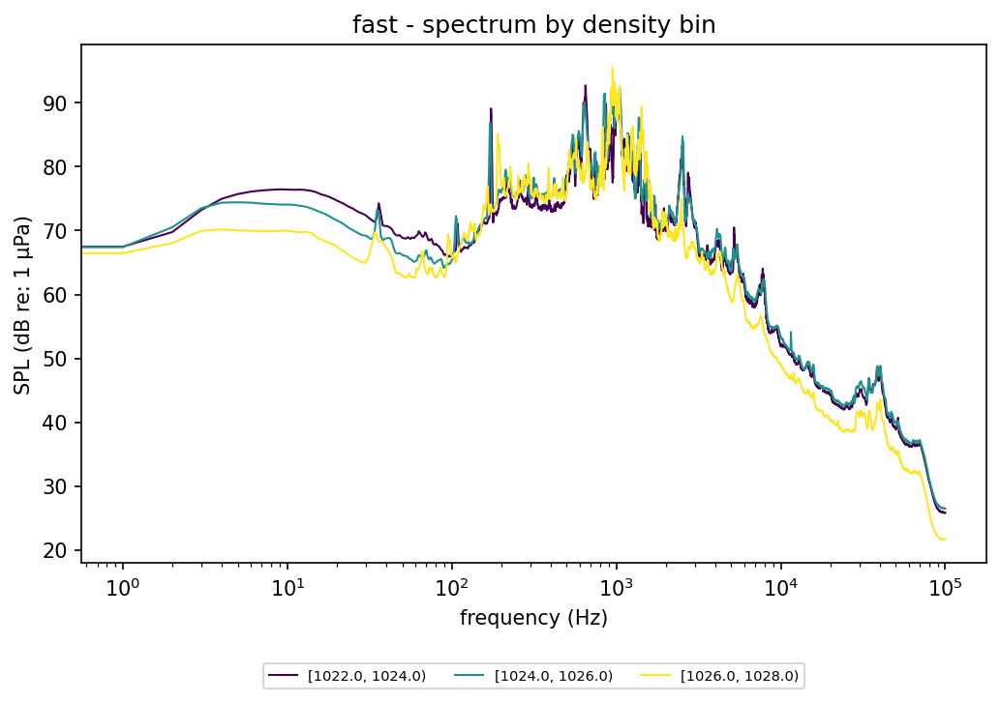 fast - spectrum by density bin
SPL (dB re: 1 μPa)
90
80
70
60
50
40
30
20
10⁰ 10¹ 10² 10³ 10⁴ 10⁵
frequency (Hz)
[1022.0, 1024.0) [1024.0, 1026.0) [1026.0, 1028.0)